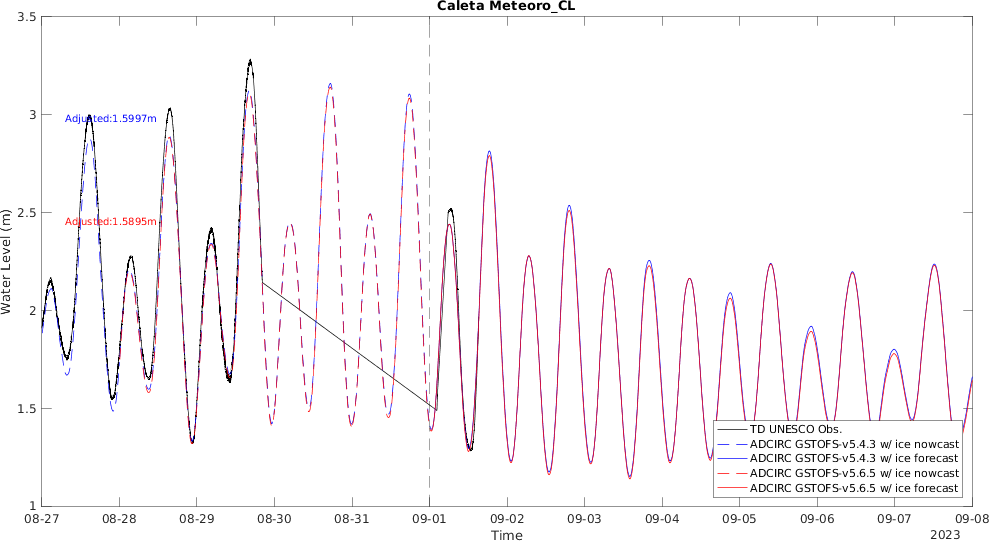 Caleta Meteoro_CL
3.5
3
2.5
2
1.5
1
Water Level (m)
Adjusted:1.5997m
Adjusted:1.5895m
TD UNESCO Obs.
ADCIRC GSTOFS-v5.4.3 w/ ice nowcast
ADCIRC GSTOFS-v5.4.3 w/ ice forecast
ADCIRC GSTOFS-v5.6.5 w/ ice nowcast
ADCIRC GSTOFS-v5.6.5 w/ ice forecast
08-27 08-28 08-29 08-30 08-31 09-01 09-02 09-03 09-04 09-05 09-06 09-07 09-08
Time
2023